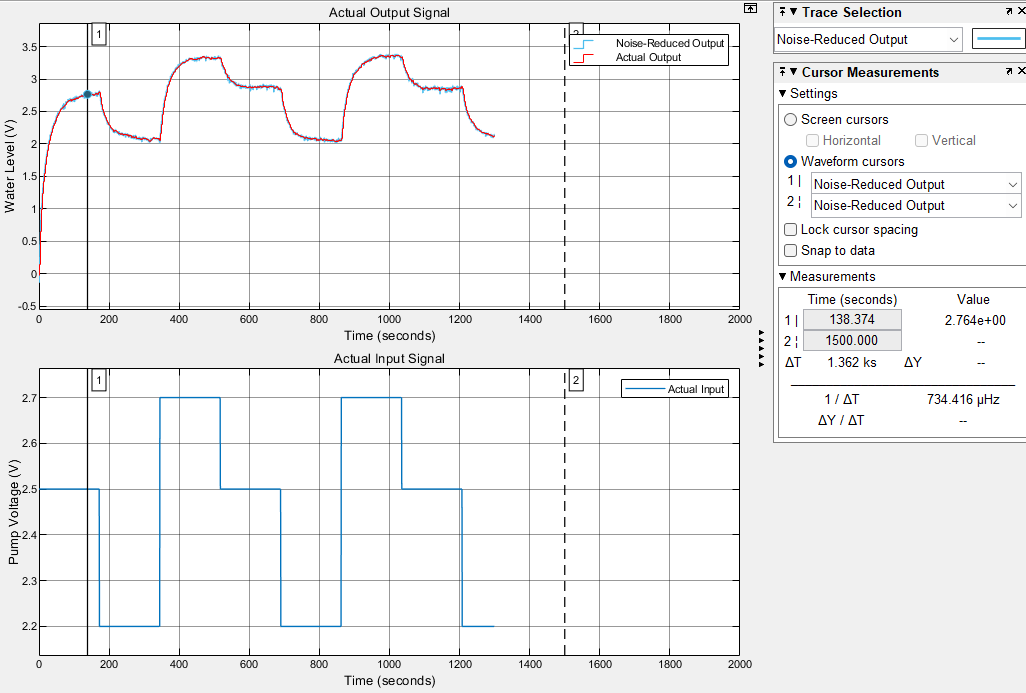 Actual Output Signal
1
2
Noise-Reduced Output
Actual Output
3.5
3
2.5
2
1.5
1
0.5
0
-0.5
Water Level (V)
0 200 400 600 800 1000 1200 1400 1600 1800 2000
Time (seconds)
Actual Input Signal
1
2
Actual Input
2.7
2.6
2.5
2.4
2.3
2.2
Pump Voltage (V)
0 200 400 600 800 1000 1200 1400 1600 1800 2000
Time (seconds)
Trace Selection
Noise-Reduced Output
Cursor Measurements
Settings
Screen cursors
Horizontal Vertical
Waveform cursors
1 | Noise-Reduced Output
2 ¦ Noise-Reduced Output
Lock cursor spacing
Snap to data
Measurements
Time (seconds) Value
1 | 138.374 2.764e+00
2 ¦ 1500.000 --
ΔT 1.362 ks ΔY --
1 / ΔT 734.416 µHz
ΔY / ΔT --